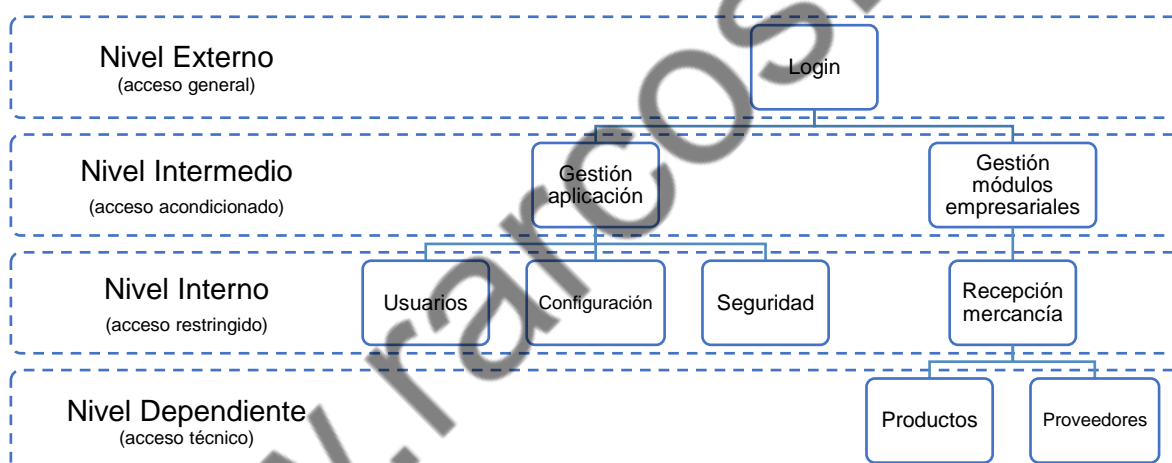 Nivel Externo
(acceso general)
Login
Nivel Intermedio
(acceso acondicionado)
Gestión
aplicación
Gestión
módulos
empresariales
Nivel Interno
(acceso restringido)
Usuarios
Configuración
Seguridad
Recepción
mercancía
Nivel Dependiente
(acceso técnico)
Productos
Proveedores